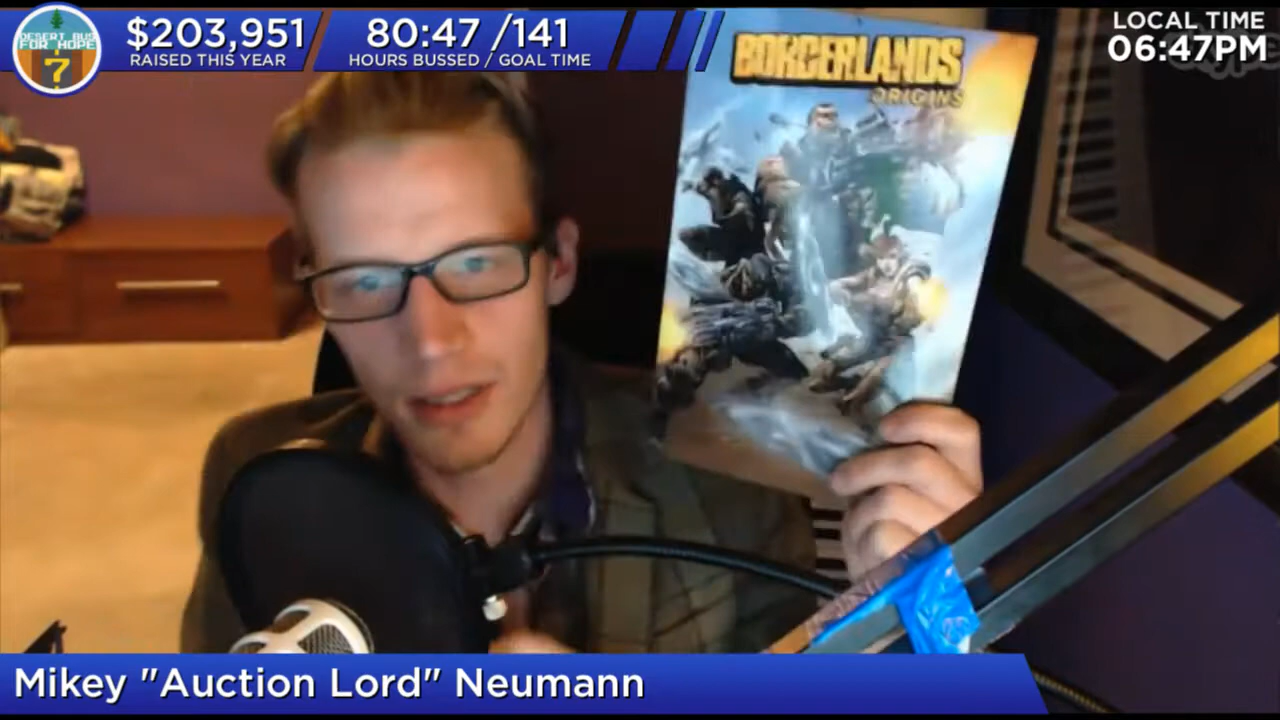 DESERT BUS
FOR HOPE
7
$203,951
RAISED THIS YEAR
80:47 /141
HOURS BUSSED / GOAL TIME
LOCAL TIME
06:47PM
skype
BORDERLANDS
ORIGINS
Mikey "Auction Lord" Neumann